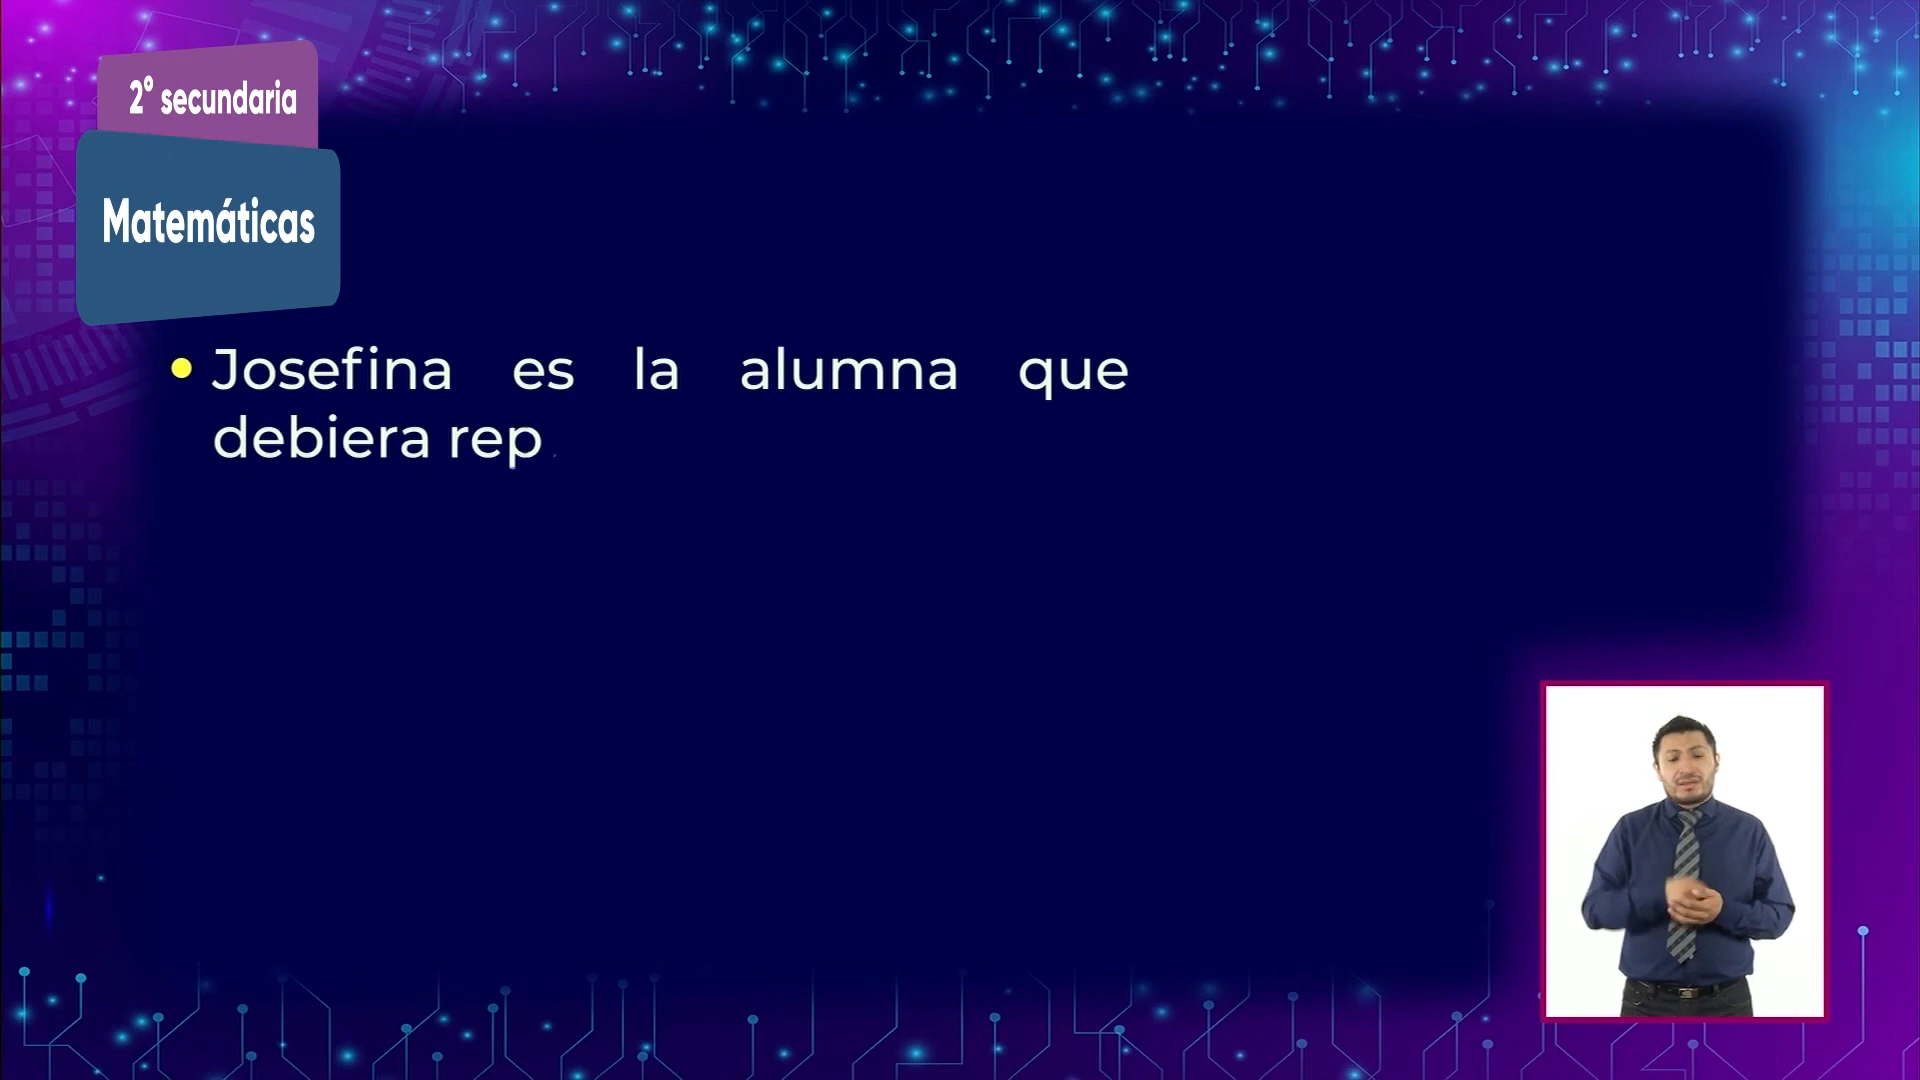 2° secundaria
Matemáticas
• Josefina es la alumna que
debiera rep